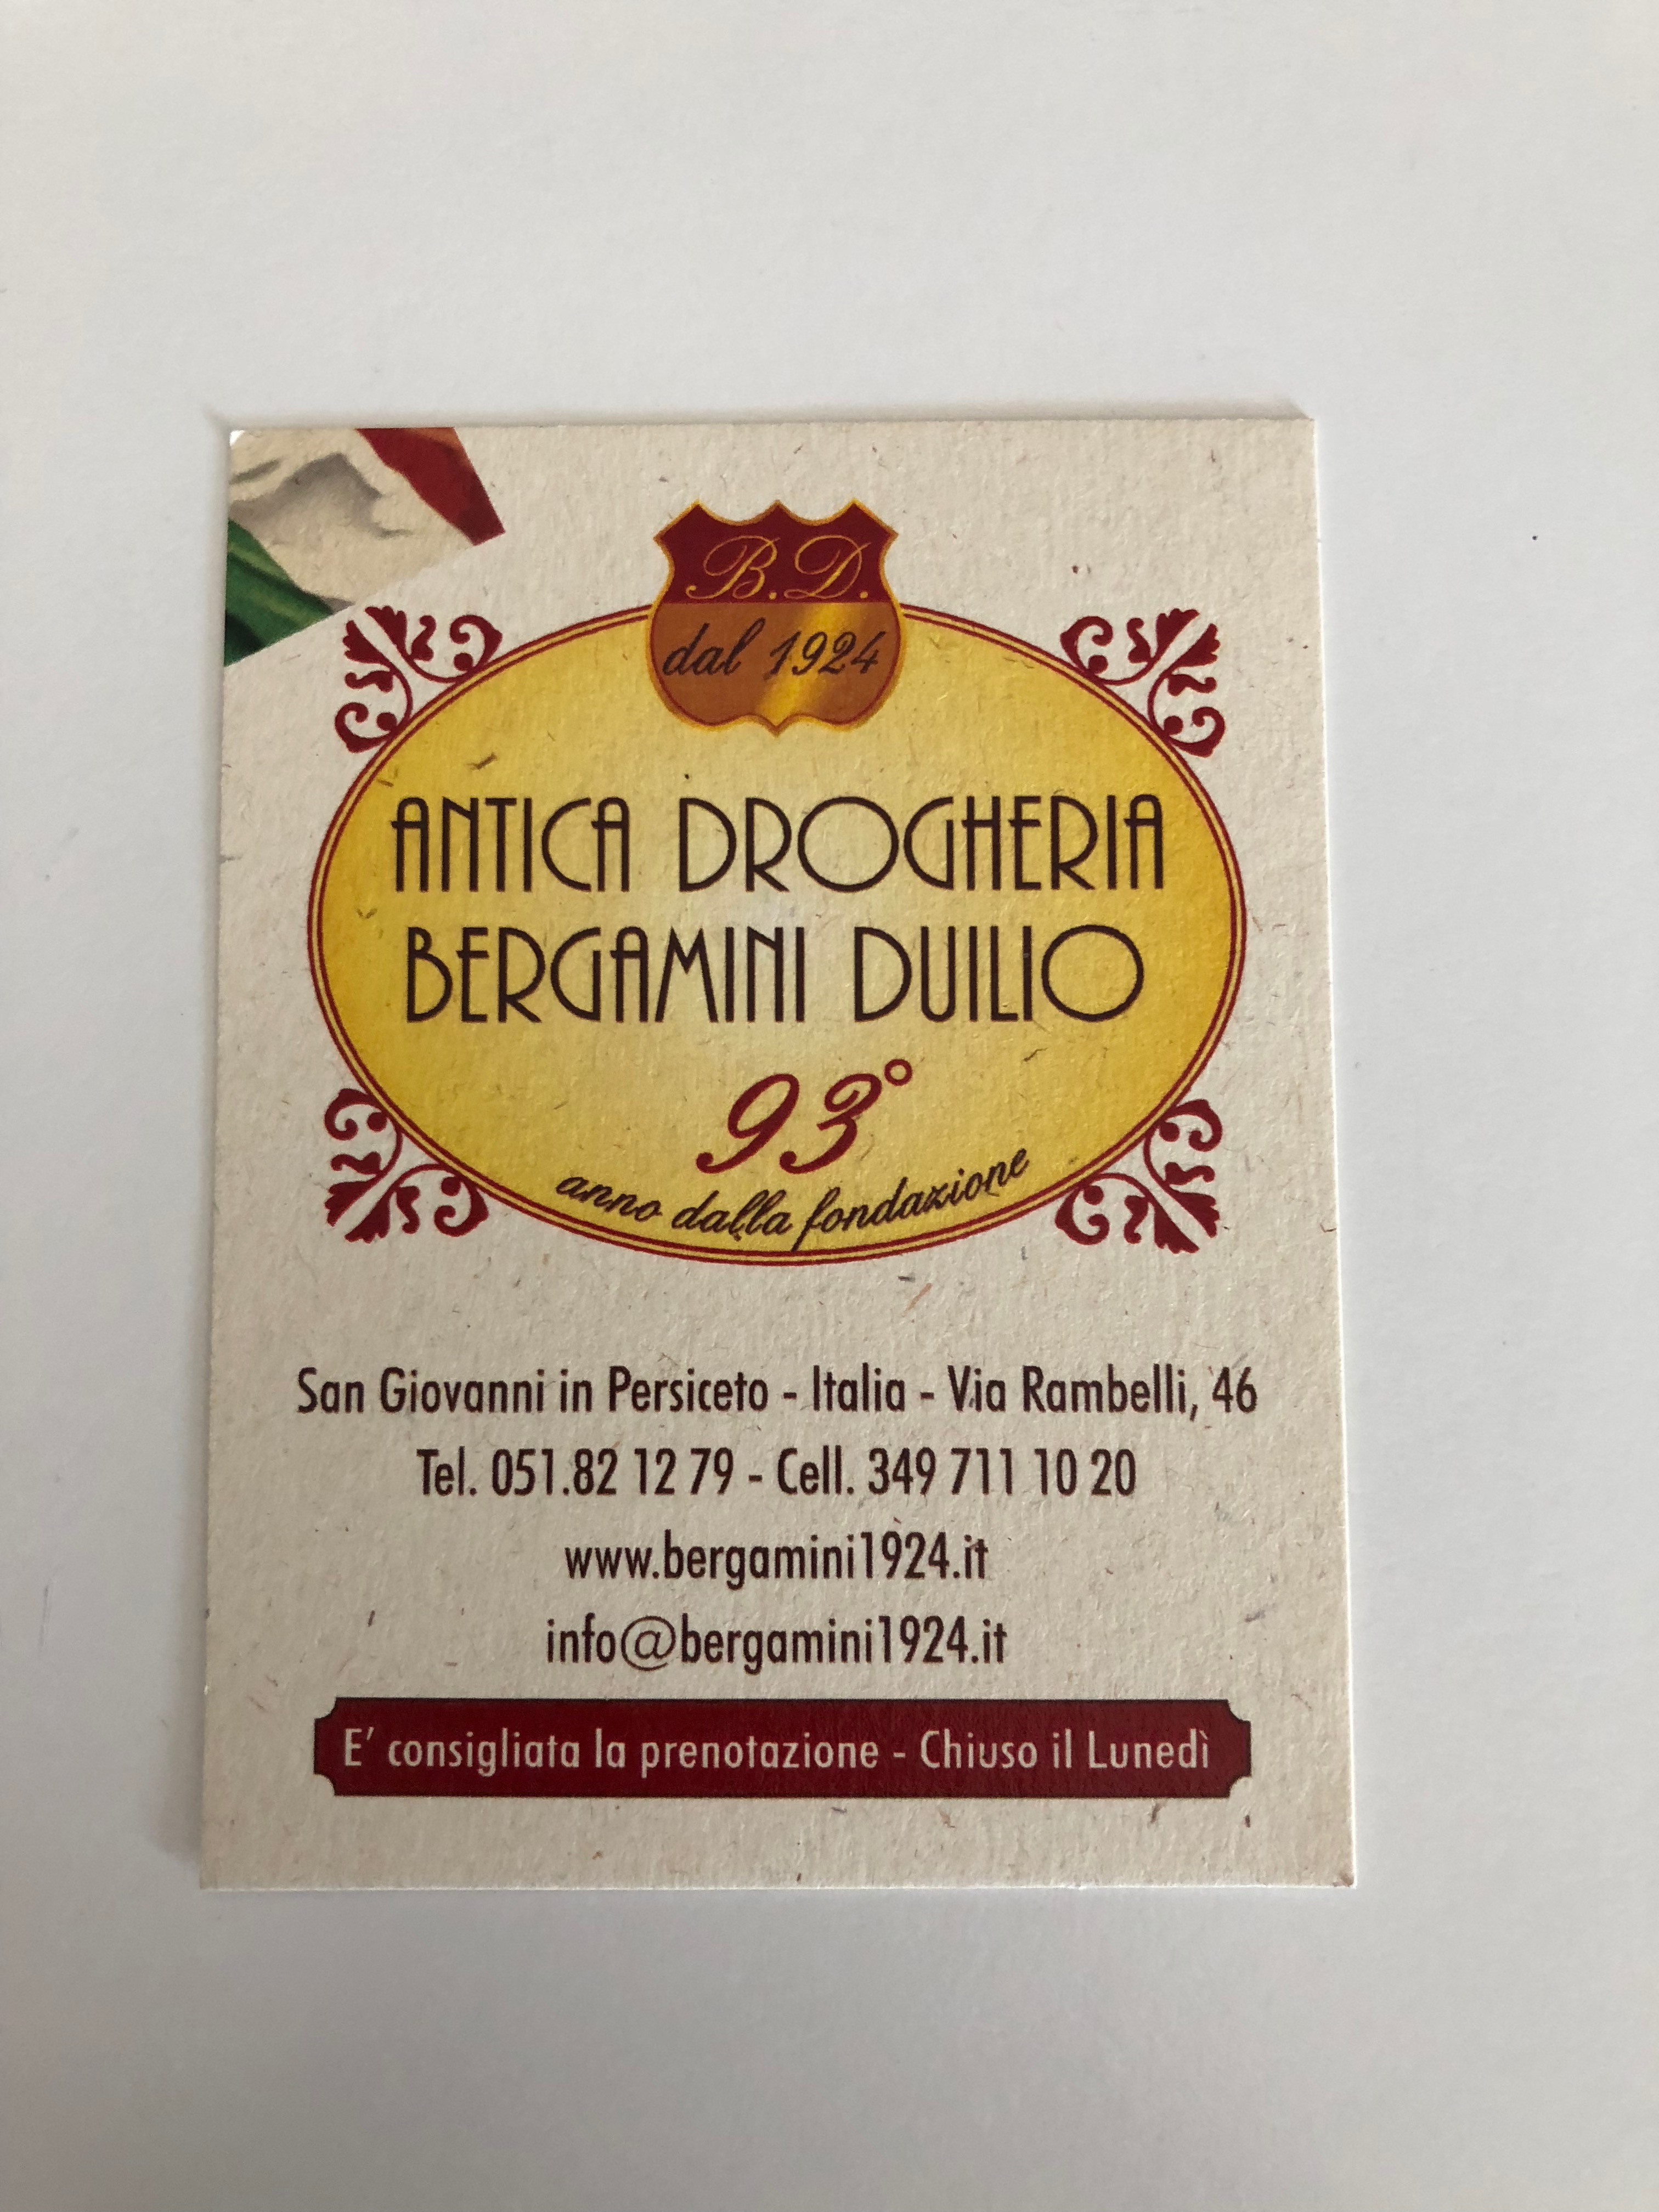 B.D.
dal 1924
ANTICA DROGHERIA
BERGAMINI DUILIO
93°
anno dalla fondazione
San Giovanni in Persiceto - Italia - Via Rambelli, 46
Tel. 051.82 12 79 - Cell. 349 711 10 20
www.bergamini1924.it
info@bergamini1924.it
E' consigliata la prenotazione - Chiuso il Lunedì